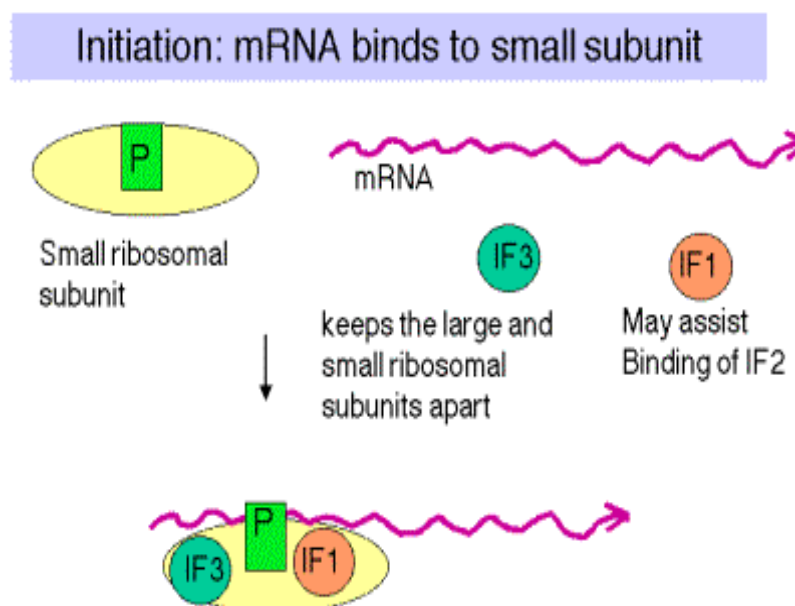 Initiation: mRNA binds to small subunit
P
mRNA
Small ribosomal
subunit
IF3
IF1
keeps the large and
small ribosomal
subunits apart
May assist
Binding of IF2
P
IF3
IF1